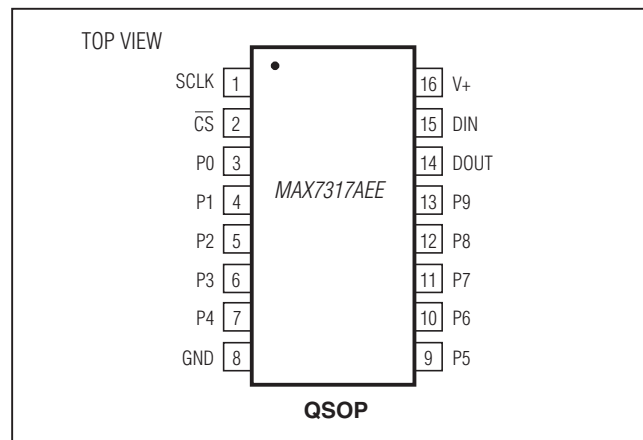 TOP VIEW
SCLK 1 16 V+
C̅S̅ 2 15 DIN
P0 3 14 DOUT
MAX7317AEE
P1 4 13 P9
P2 5 12 P8
P3 6 11 P7
P4 7 10 P6
GND 8 9 P5
QSOP